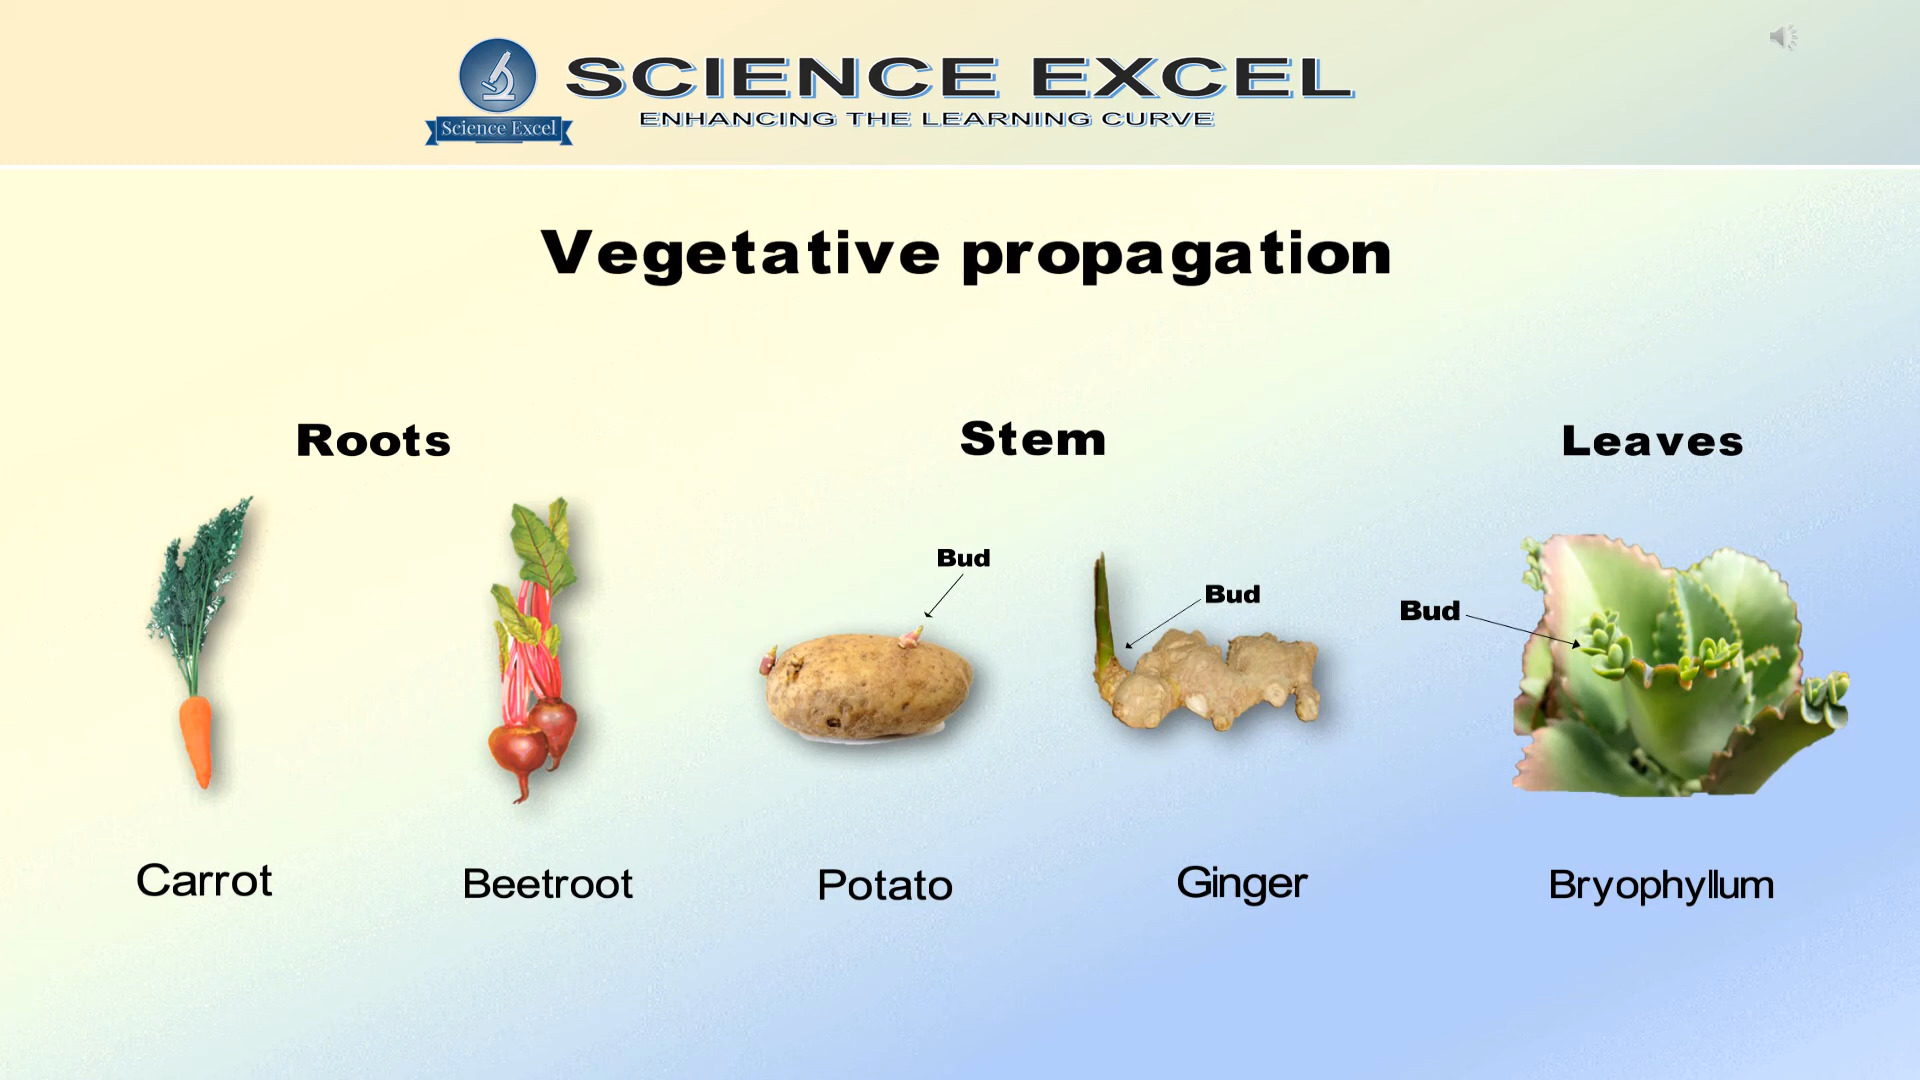 SCIENCE EXCEL
ENHANCING THE LEARNING CURVE
Science Excel
Vegetative propagation
Roots
Stem
Leaves
Bud
Bud
Bud
Carrot
Beetroot
Potato
Ginger
Bryophyllum